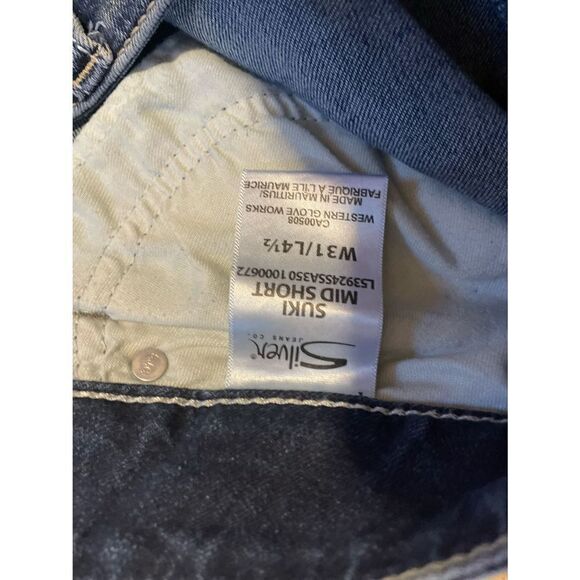 Silver®
JEANS CO.
SUKI
MID SHORT
L53924SSA350 1000672
W31/L4½
CA00508
WESTERN GLOVE WORKS
MADE IN MAURITIUS/
FABRIQUE À L'ILE MAURICE